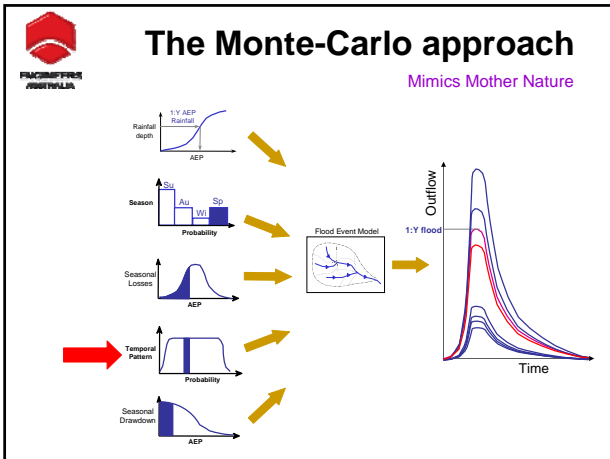 The Monte-Carlo approach
Mimics Mother Nature
ENGINEERS
AUSTRALIA
1:Y AEP
Rainfall
Rainfall
depth
AEP
Su
Au
Wi
Sp
Season
Probability
Seasonal
Losses
AEP
Temporal
Pattern
Probability
Seasonal
Drawdown
AEP
Flood Event Model
Outflow
1:Y flood
Time